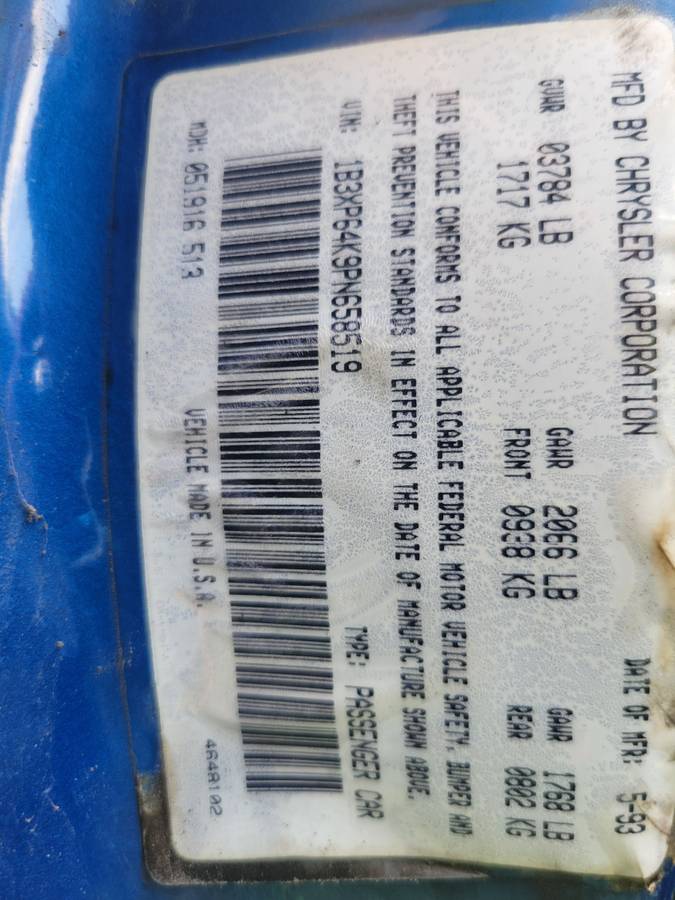 MFD BY CHRYSLER CORPORATION DATE OF MFR: 5-93
GVWR 03784 LB GAWR 2066 LB GAWR 1768 LB
1717 KG FRONT 0938 KG REAR 0802 KG
THIS VEHICLE CONFORMS TO ALL APPLICABLE FEDERAL MOTOR VEHICLE SAFETY, BUMPER AND
THEFT PREVENTION STANDARDS IN EFFECT ON THE DATE OF MANUFACTURE SHOWN ABOVE.
VIN: 1B3XP64K9PN658519 TYPE: PASSENGER CAR
MDH: 051916 513 VEHICLE MADE IN U.S.A. 4648102